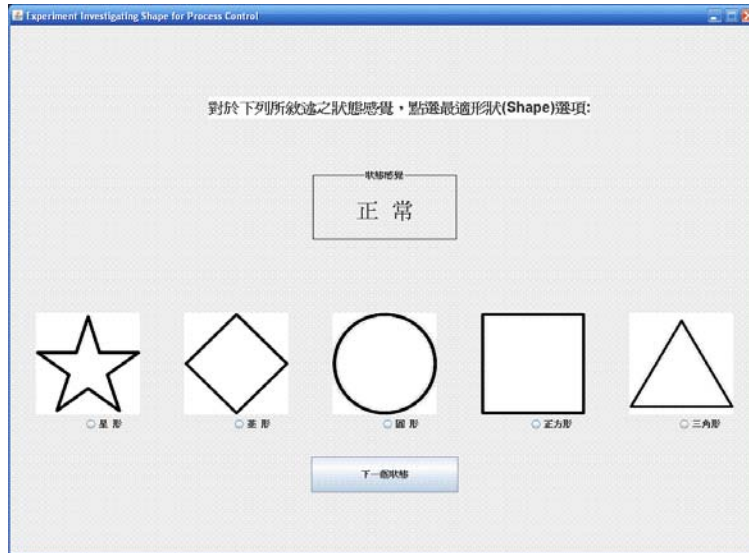 Experiment Investigating Shape for Process Control
對於下列所敘述之狀態感覺，點選最適形狀(Shape)選項:
狀態感覺
正 常
星 形
菱 形
圓 形
正方形
三角形
下一個狀態